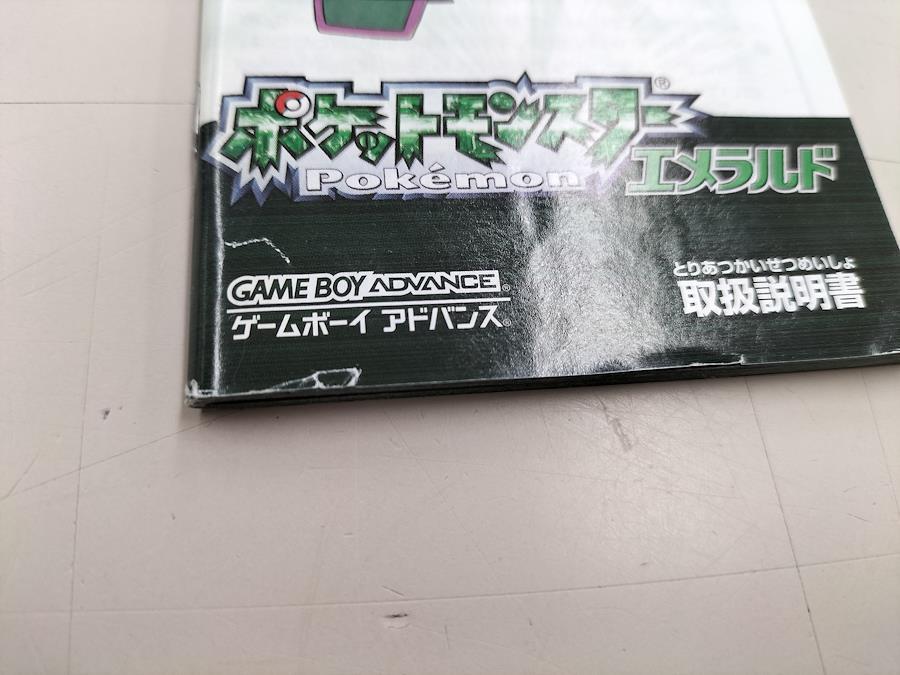 ポケットモンスター®
Pokémon エメラルド
GAME BOY ADVANCE®
ゲームボーイ アドバンス®
とりあつかいせつめいしょ
取扱説明書